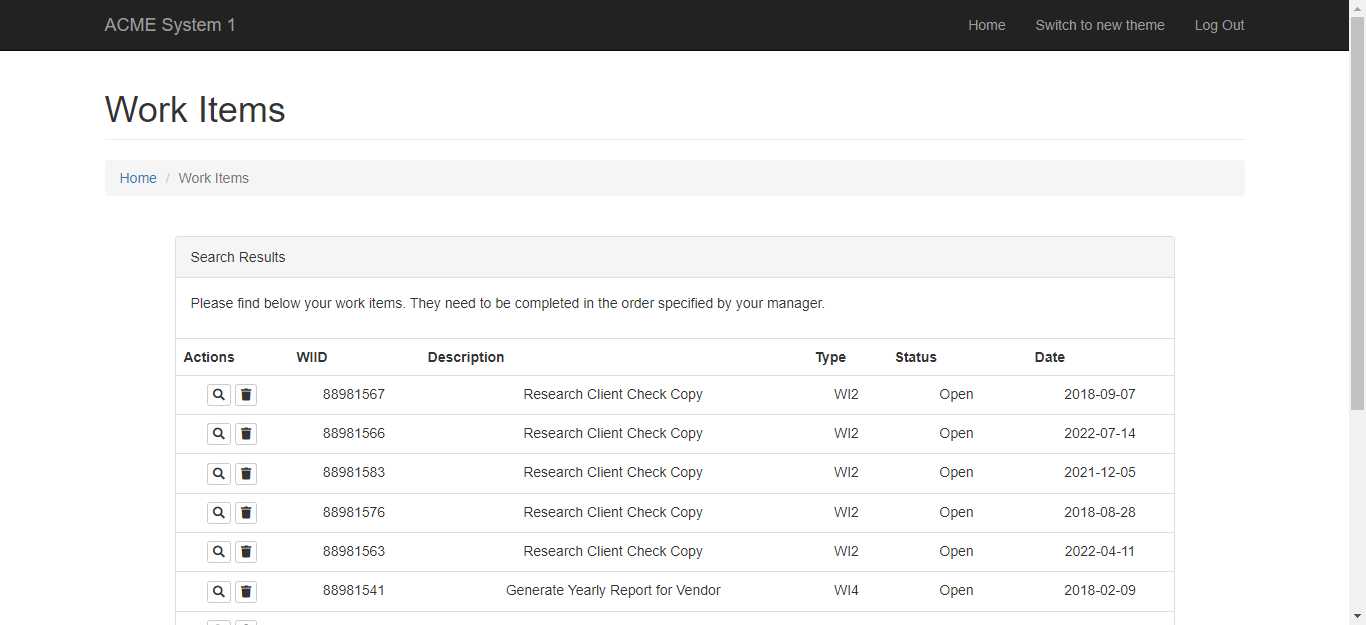 ACME System 1 Home Switch to new theme Log Out
Work Items
Home / Work Items
Search Results
Please find below your work items. They need to be completed in the order specified by your manager.
Actions WIID Description Type Status Date
88981567 Research Client Check Copy WI2 Open 2018-09-07
88981566 Research Client Check Copy WI2 Open 2022-07-14
88981583 Research Client Check Copy WI2 Open 2021-12-05
88981576 Research Client Check Copy WI2 Open 2018-08-28
88981563 Research Client Check Copy WI2 Open 2022-04-11
88981541 Generate Yearly Report for Vendor WI4 Open 2018-02-09